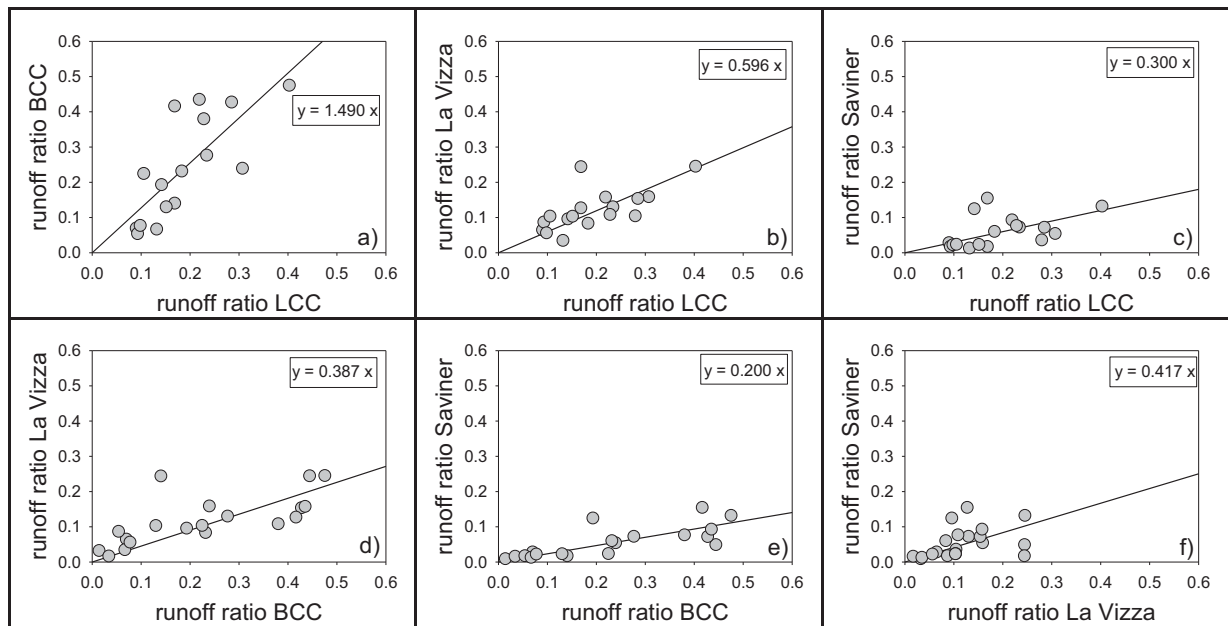 0.6
0.5
0.4
0.3
0.2
0.1
0.0
runoff ratio BCC
y = 1.490 x
a)
0.0 0.1 0.2 0.3 0.4 0.5 0.6
runoff ratio LCC
0.6
0.5
0.4
0.3
0.2
0.1
0.0
runoff ratio La Vizza
y = 0.596 x
b)
0.0 0.1 0.2 0.3 0.4 0.5 0.6
runoff ratio LCC
0.6
0.5
0.4
0.3
0.2
0.1
0.0
runoff ratio Saviner
y = 0.300 x
c)
0.0 0.1 0.2 0.3 0.4 0.5 0.6
runoff ratio LCC
0.6
0.5
0.4
0.3
0.2
0.1
0.0
runoff ratio La Vizza
y = 0.387 x
d)
0.0 0.1 0.2 0.3 0.4 0.5 0.6
runoff ratio BCC
0.6
0.5
0.4
0.3
0.2
0.1
0.0
runoff ratio Saviner
y = 0.200 x
e)
0.0 0.1 0.2 0.3 0.4 0.5 0.6
runoff ratio BCC
0.6
0.5
0.4
0.3
0.2
0.1
0.0
runoff ratio Saviner
y = 0.417 x
f)
0.0 0.1 0.2 0.3 0.4 0.5 0.6
runoff ratio La Vizza